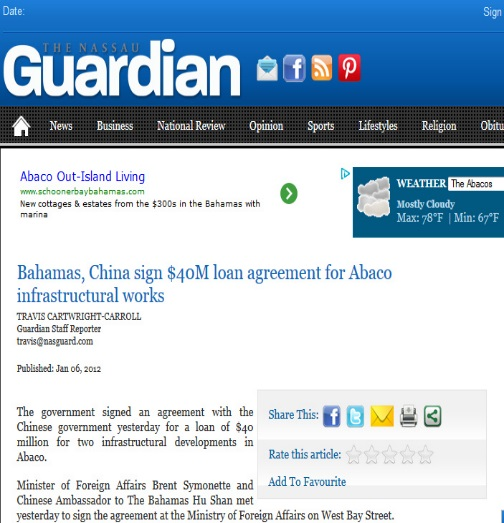 Date:
Sign
THE NASSAU
Guardian
News Business National Review Opinion Sports Lifestyles Religion Obitu
Abaco Out-Island Living
www.schoonerbaybahamas.com
New cottages & estates from the $300s in the Bahamas with
marina
WEATHER The Abacos
Mostly Cloudy
Max: 78°F | Min: 67°F
Bahamas, China sign $40M loan agreement for Abaco
infrastructural works
TRAVIS CARTWRIGHT-CARROLL
Guardian Staff Reporter
travis@nasguard.com
Published: Jan 06, 2012
Share This:
Rate this article:
Add To Favourite
The government signed an agreement with the
Chinese government yesterday for a loan of $40
million for two infrastructural developments in
Abaco.
Minister of Foreign Affairs Brent Symonette and
Chinese Ambassador to The Bahamas Hu Shan met
yesterday to sign the agreement at the Ministry of Foreign Affairs on West Bay Street.